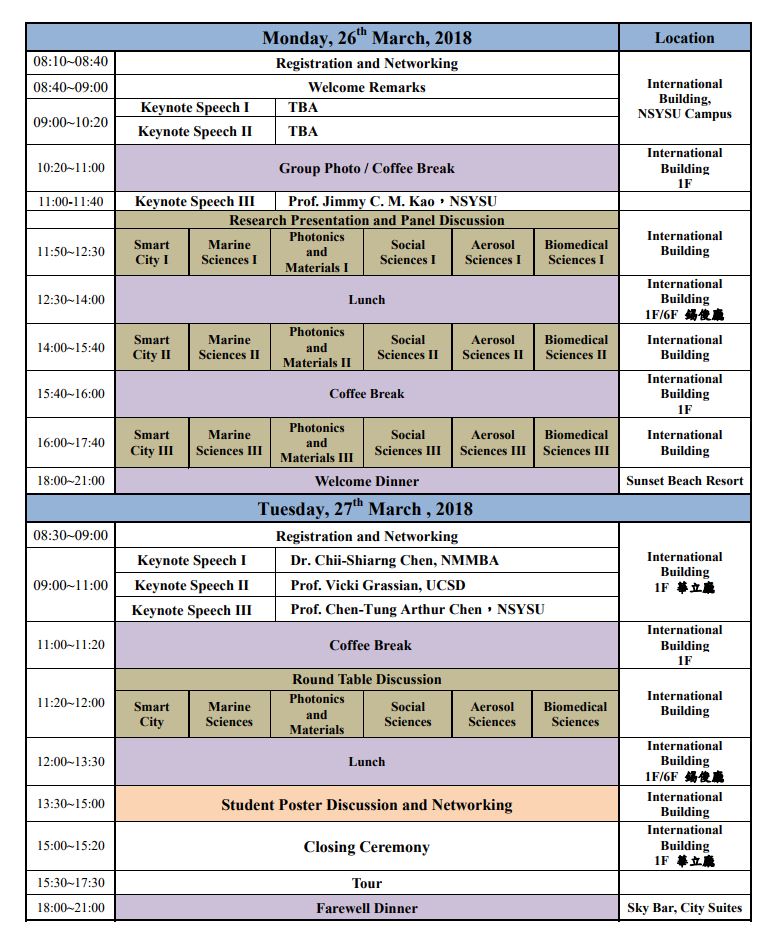 Monday, 26th March, 2018 Location
08:10~08:40 Registration and Networking
08:40~09:00 Welcome Remarks
International
Building,
NSYSU Campus
09:00~10:20
Keynote Speech I TBA
Keynote Speech II TBA
10:20~11:00 Group Photo / Coffee Break
International
Building
1F
11:00-11:40 Keynote Speech III Prof. Jimmy C. M. Kao,NSYSU
Research Presentation and Panel Discussion
11:50~12:30
Smart
City I
Marine
Sciences I
Photonics
and
Materials I
Social
Sciences I
Aerosol
Sciences I
Biomedical
Sciences I
International
Building
12:30~14:00 Lunch
International
Building
1F/6F 錫俊廳
14:00~15:40
Smart
City II
Marine
Sciences II
Photonics
and
Materials II
Social
Sciences II
Aerosol
Sciences II
Biomedical
Sciences II
International
Building
15:40~16:00 Coffee Break
International
Building
1F
16:00~17:40
Smart
City III
Marine
Sciences III
Photonics
and
Materials III
Social
Sciences III
Aerosol
Sciences III
Biomedical
Sciences III
International
Building
18:00~21:00 Welcome Dinner Sunset Beach Resort
Tuesday, 27th March , 2018
08:30~09:00 Registration and Networking
09:00~11:00
Keynote Speech I Dr. Chii-Shiarng Chen, NMMBA
Keynote Speech II Prof. Vicki Grassian, UCSD
Keynote Speech III Prof. Chen-Tung Arthur Chen,NSYSU
International
Building
1F 華立廳
11:00~11:20 Coffee Break
International
Building
1F
11:20~12:00
Round Table Discussion
Smart
City
Marine
Sciences
Photonics
and
Materials
Social
Sciences
Aerosol
Sciences
Biomedical
Sciences
International
Building
12:00~13:30 Lunch
International
Building
1F/6F 錫俊廳
13:30~15:00 Student Poster Discussion and Networking
International
Building
15:00~15:20 Closing Ceremony
International
Building
1F 華立廳
15:30~17:30 Tour
18:00~21:00 Farewell Dinner Sky Bar, City Suites